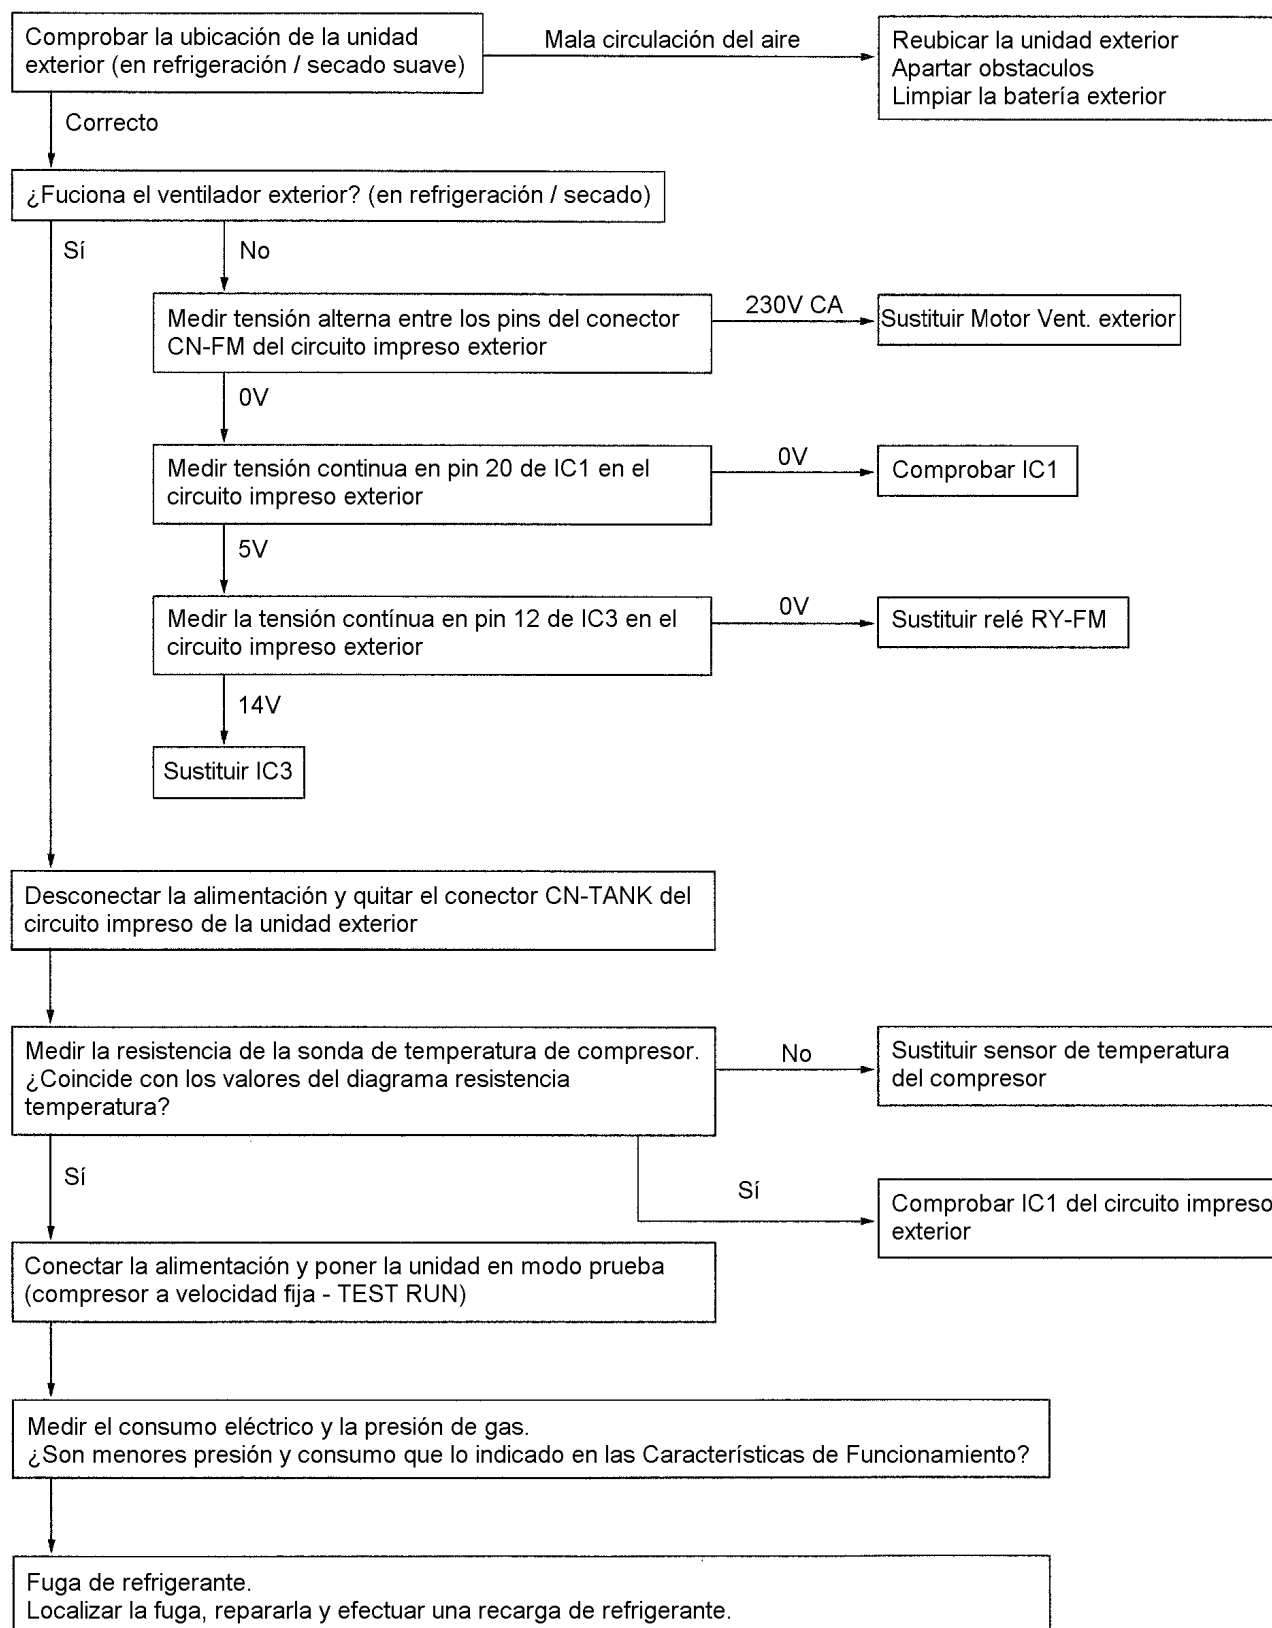 Comprobar la ubicación de la unidad
exterior (en refrigeración / secado suave)
Mala circulación del aire
Reubicar la unidad exterior
Apartar obstaculos
Limpiar la batería exterior
Correcto
¿Fuciona el ventilador exterior? (en refrigeración / secado)
Sí
No
Medir tensión alterna entre los pins del conector
CN-FM del circuito impreso exterior
230V CA
Sustituir Motor Vent. exterior
0V
Medir tensión continua en pin 20 de IC1 en el
circuito impreso exterior
0V
Comprobar IC1
5V
Medir la tensión contínua en pin 12 de IC3 en el
circuito impreso exterior
0V
Sustituir relé RY-FM
14V
Sustituir IC3
Desconectar la alimentación y quitar el conector CN-TANK del
circuito impreso de la unidad exterior
Medir la resistencia de la sonda de temperatura de compresor.
¿Coincide con los valores del diagrama resistencia
temperatura?
No
Sustituir sensor de temperatura
del compresor
Sí
Sí
Comprobar IC1 del circuito impreso
exterior
Conectar la alimentación y poner la unidad en modo prueba
(compresor a velocidad fija - TEST RUN)
Medir el consumo eléctrico y la presión de gas.
¿Son menores presión y consumo que lo indicado en las Características de Funcionamiento?
Fuga de refrigerante.
Localizar la fuga, repararla y efectuar una recarga de refrigerante.